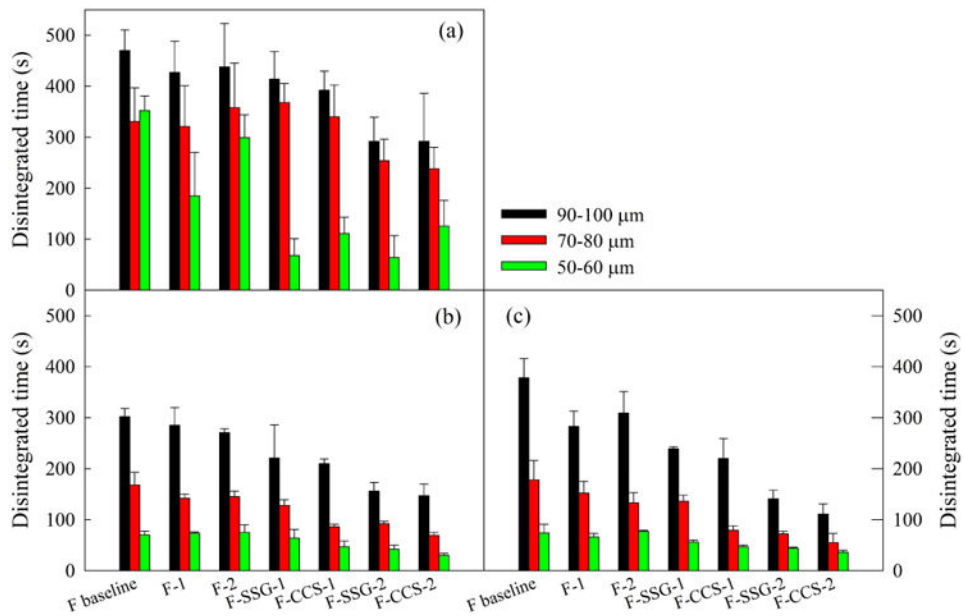 (a)
Disintegrated time (s)
500
400
300
200
100
0
90-100 μm
70-80 μm
50-60 μm
(b)
Disintegrated time (s)
500
400
300
200
100
0
F baseline
F-1
F-2
F-SSG-1
F-CCS-1
F-SSG-2
F-CCS-2
(c)
500
400
300
200
100
0
Disintegrated time (s)
F baseline
F-1
F-2
F-SSG-1
F-CCS-1
F-SSG-2
F-CCS-2